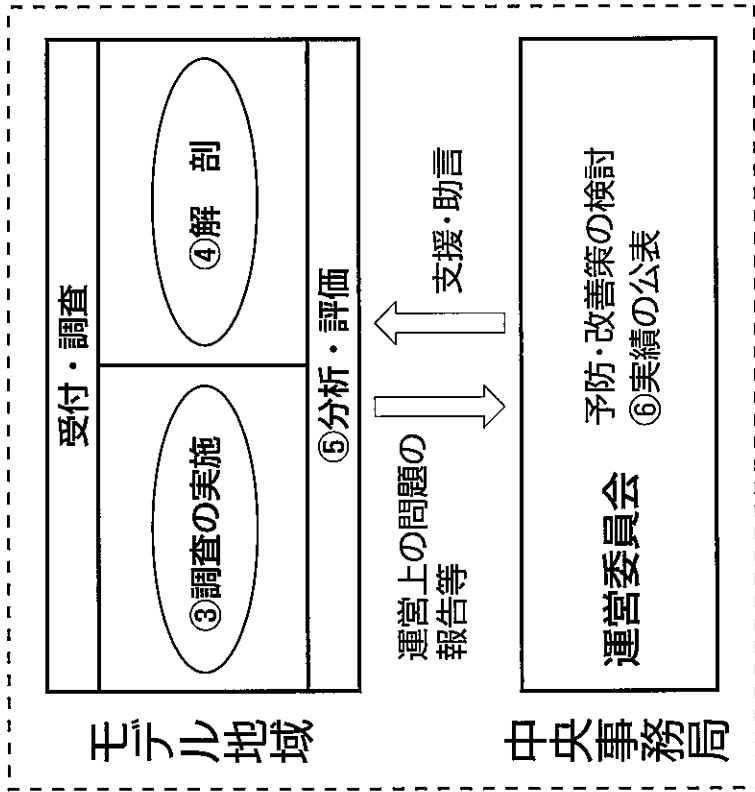 モデル地域
受付・調査
③調査の実施
④解 剖
⑤分析・評価
運営上の問題の
報告等
支援・助言
中央事務局
運営委員会
予防・改善策の検討
⑥実績の公表